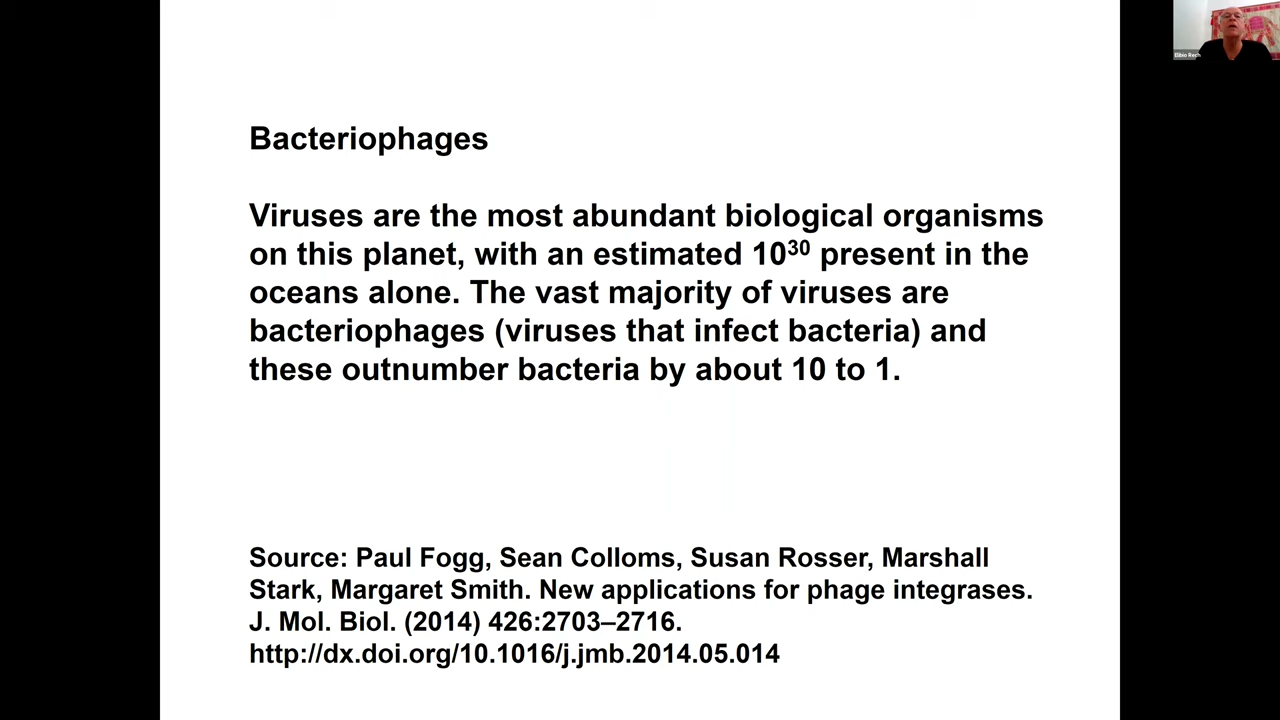 Elibio Rech
Bacteriophages
Viruses are the most abundant biological organisms
on this planet, with an estimated 10³⁰ present in the
oceans alone. The vast majority of viruses are
bacteriophages (viruses that infect bacteria) and
these outnumber bacteria by about 10 to 1.
Source: Paul Fogg, Sean Colloms, Susan Rosser, Marshall
Stark, Margaret Smith. New applications for phage integrases.
J. Mol. Biol. (2014) 426:2703–2716.
http://dx.doi.org/10.1016/j.jmb.2014.05.014